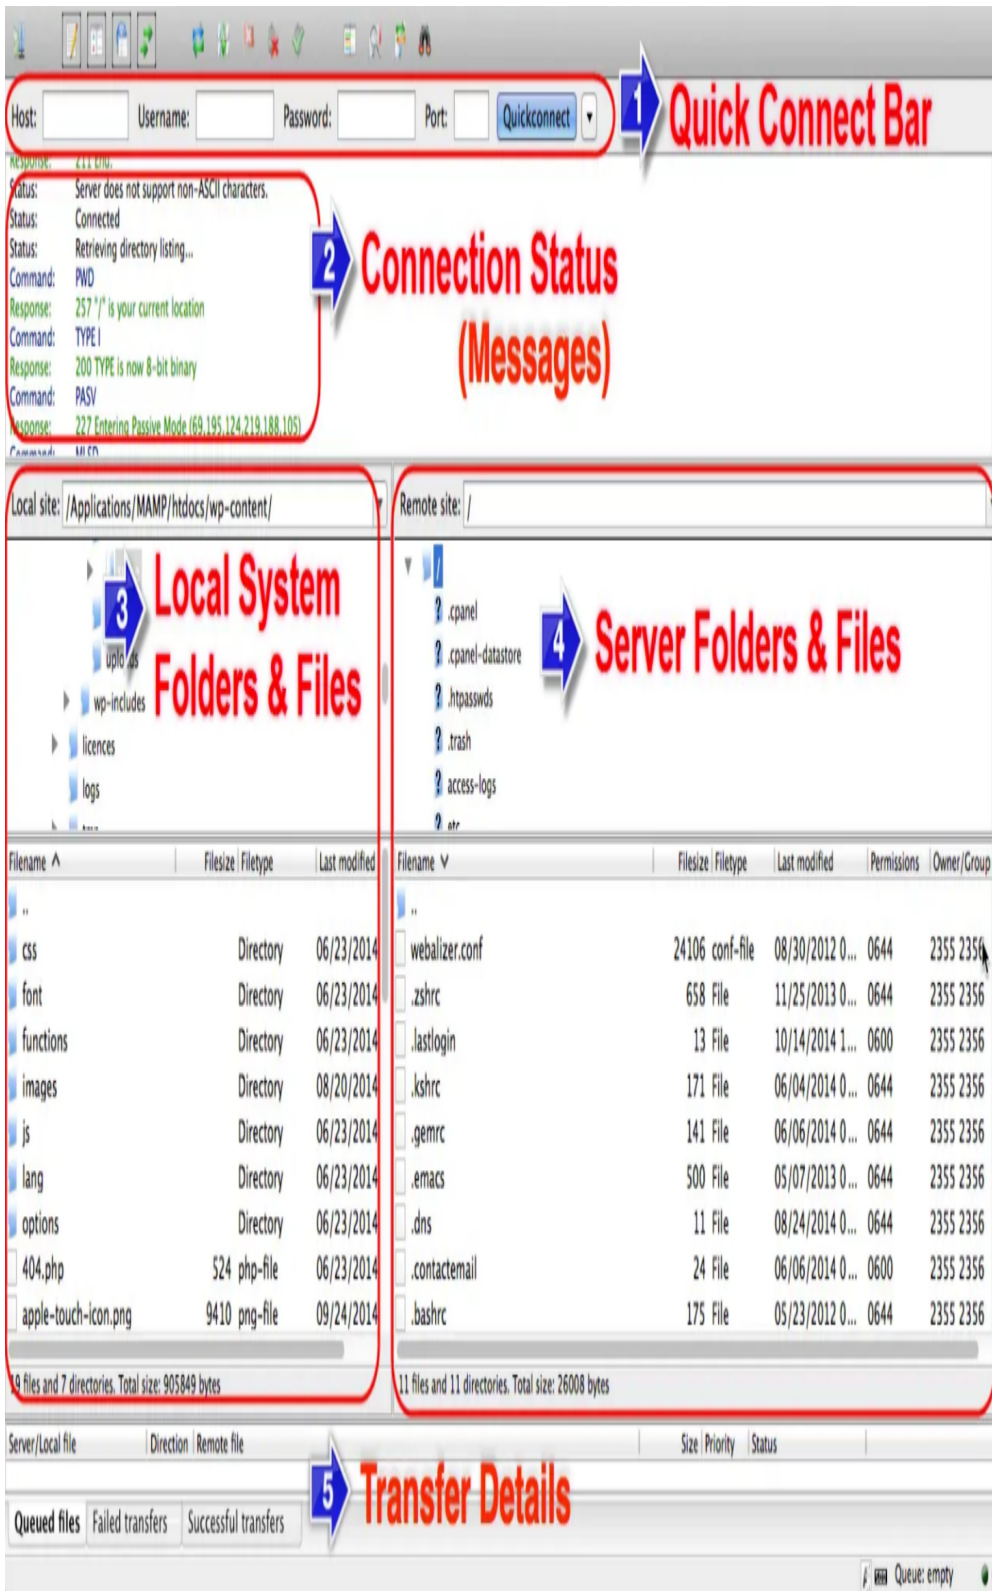 Host: Username: Password: Port: Quickconnect
1 Quick Connect Bar
Response: 211 End.
Status: Server does not support non-ASCII characters.
Status: Connected
Status: Retrieving directory listing...
Command: PWD
Response: 257 "/" is your current location
Command: TYPE I
Response: 200 TYPE is now 8-bit binary
Command: PASV
Response: 227 Entering Passive Mode (69,195,124,219,188,105)
Command: MLSD
2 Connection Status
(Messages)
Local site: /Applications/MAMP/htdocs/wp-content/
uploads
wp-includes
licences
logs
3 Local System
Folders & Files
Filename Filesize Filetype Last modified
..
css Directory 06/23/2014
font Directory 06/23/2014
functions Directory 06/23/2014
images Directory 08/20/2014
js Directory 06/23/2014
lang Directory 06/23/2014
options Directory 06/23/2014
404.php 524 php-file 06/23/2014
apple-touch-icon.png 9410 png-file 09/24/2014
19 files and 7 directories. Total size: 905849 bytes
Remote site: /
/
? .cpanel
? .cpanel-datastore
? .htpasswds
? .trash
? access-logs
? etc
4 Server Folders & Files
Filename Filesize Filetype Last modified Permissions Owner/Group
..
webalizer.conf 24106 conf-file 08/30/2012 0... 0644 2355 2356
.zshrc 658 File 11/25/2013 0... 0644 2355 2356
.lastlogin 13 File 10/14/2014 1... 0600 2355 2356
.kshrc 171 File 06/04/2014 0... 0644 2355 2356
.gemrc 141 File 06/06/2014 0... 0644 2355 2356
.emacs 500 File 05/07/2013 0... 0644 2355 2356
.dns 11 File 08/24/2014 0... 0644 2355 2356
.contactemail 24 File 06/06/2014 0... 0600 2355 2356
.bashrc 175 File 05/23/2012 0... 0644 2355 2356
11 files and 11 directories. Total size: 26008 bytes
Server/Local file Direction Remote file Size Priority Status
5 Transfer Details
Queued files Failed transfers Successful transfers
Queue: empty